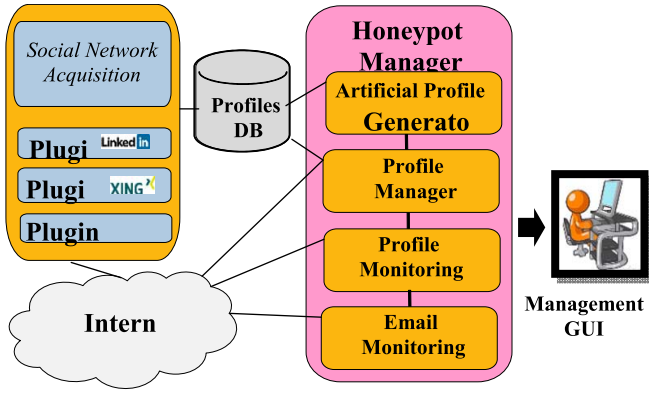 Social Network
Acquisition
Plugi
Linked in
Plugi
XING
Plugin
Profiles
DB
Intern
Honeypot
Manager
Artificial Profile
Generato
Profile
Manager
Profile
Monitoring
Email
Monitoring
Management
GUI